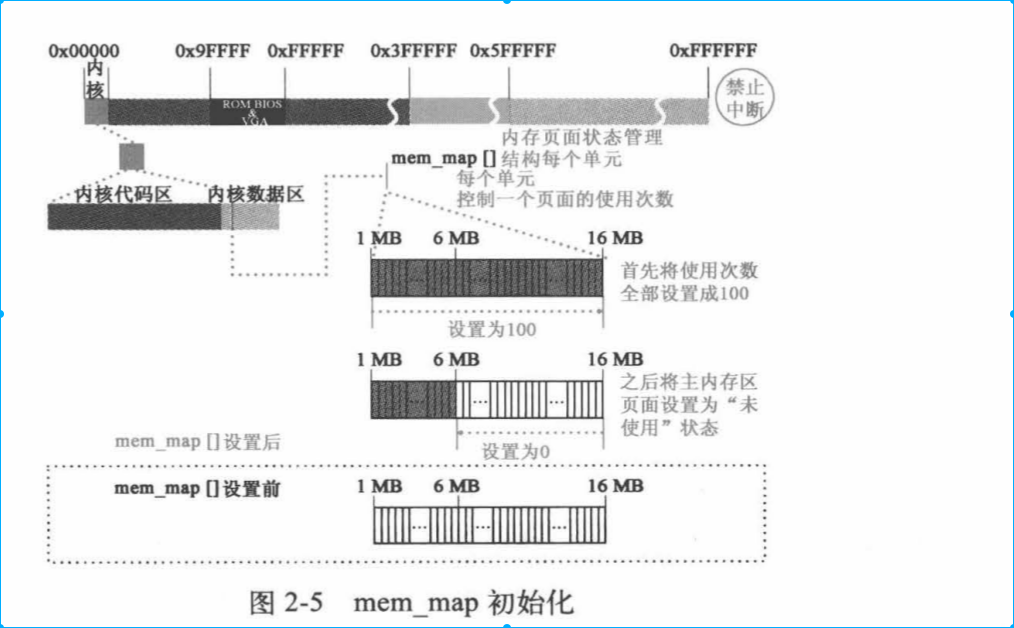 0x00000 0x9FFFF 0xFFFFF 0x3FFFFF 0x5FFFFF 0xFFFFFF
内
核
ROM BIOS
&
VGA
禁止
中断
内存页面状态管理
mem_map [] 结构每个单元
每个单元
控制一个页面的使用次数
内核代码区 内核数据区
1 MB 6 MB 16 MB
... ... ...
首先将使用次数
全部设置成100
设置为100
1 MB 6 MB 16 MB
... ... ...
之后将主内存区
页面设置为“未
使用”状态
设置为0
mem_map [] 设置后
mem_map [] 设置前
1 MB 6 MB 16 MB
... ... ...
图 2-5 mem_map 初始化